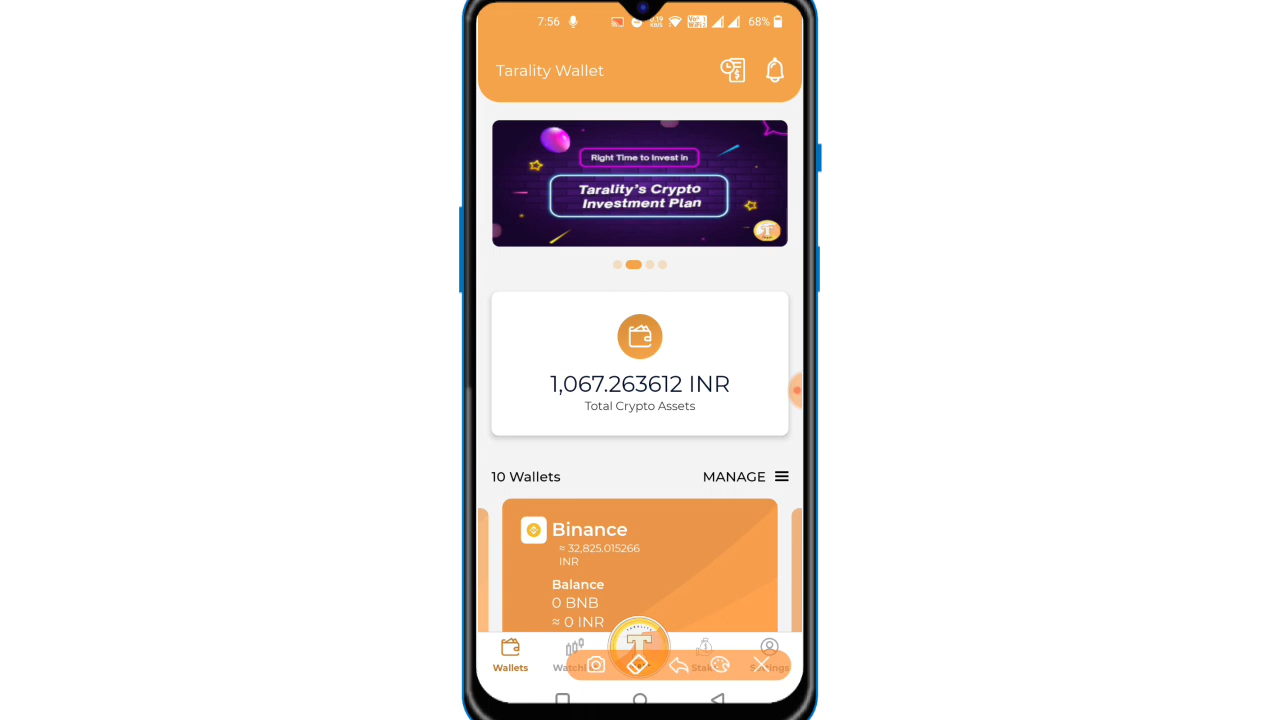 7:56
68%
Tarality Wallet
Right Time to Invest in
Tarality's Crypto
Investment Plan
1,067.263612 INR
Total Crypto Assets
10 Wallets
MANAGE
Binance
≈ 32,825.015266
INR
Balance
0 BNB
≈ 0 INR
Wallets